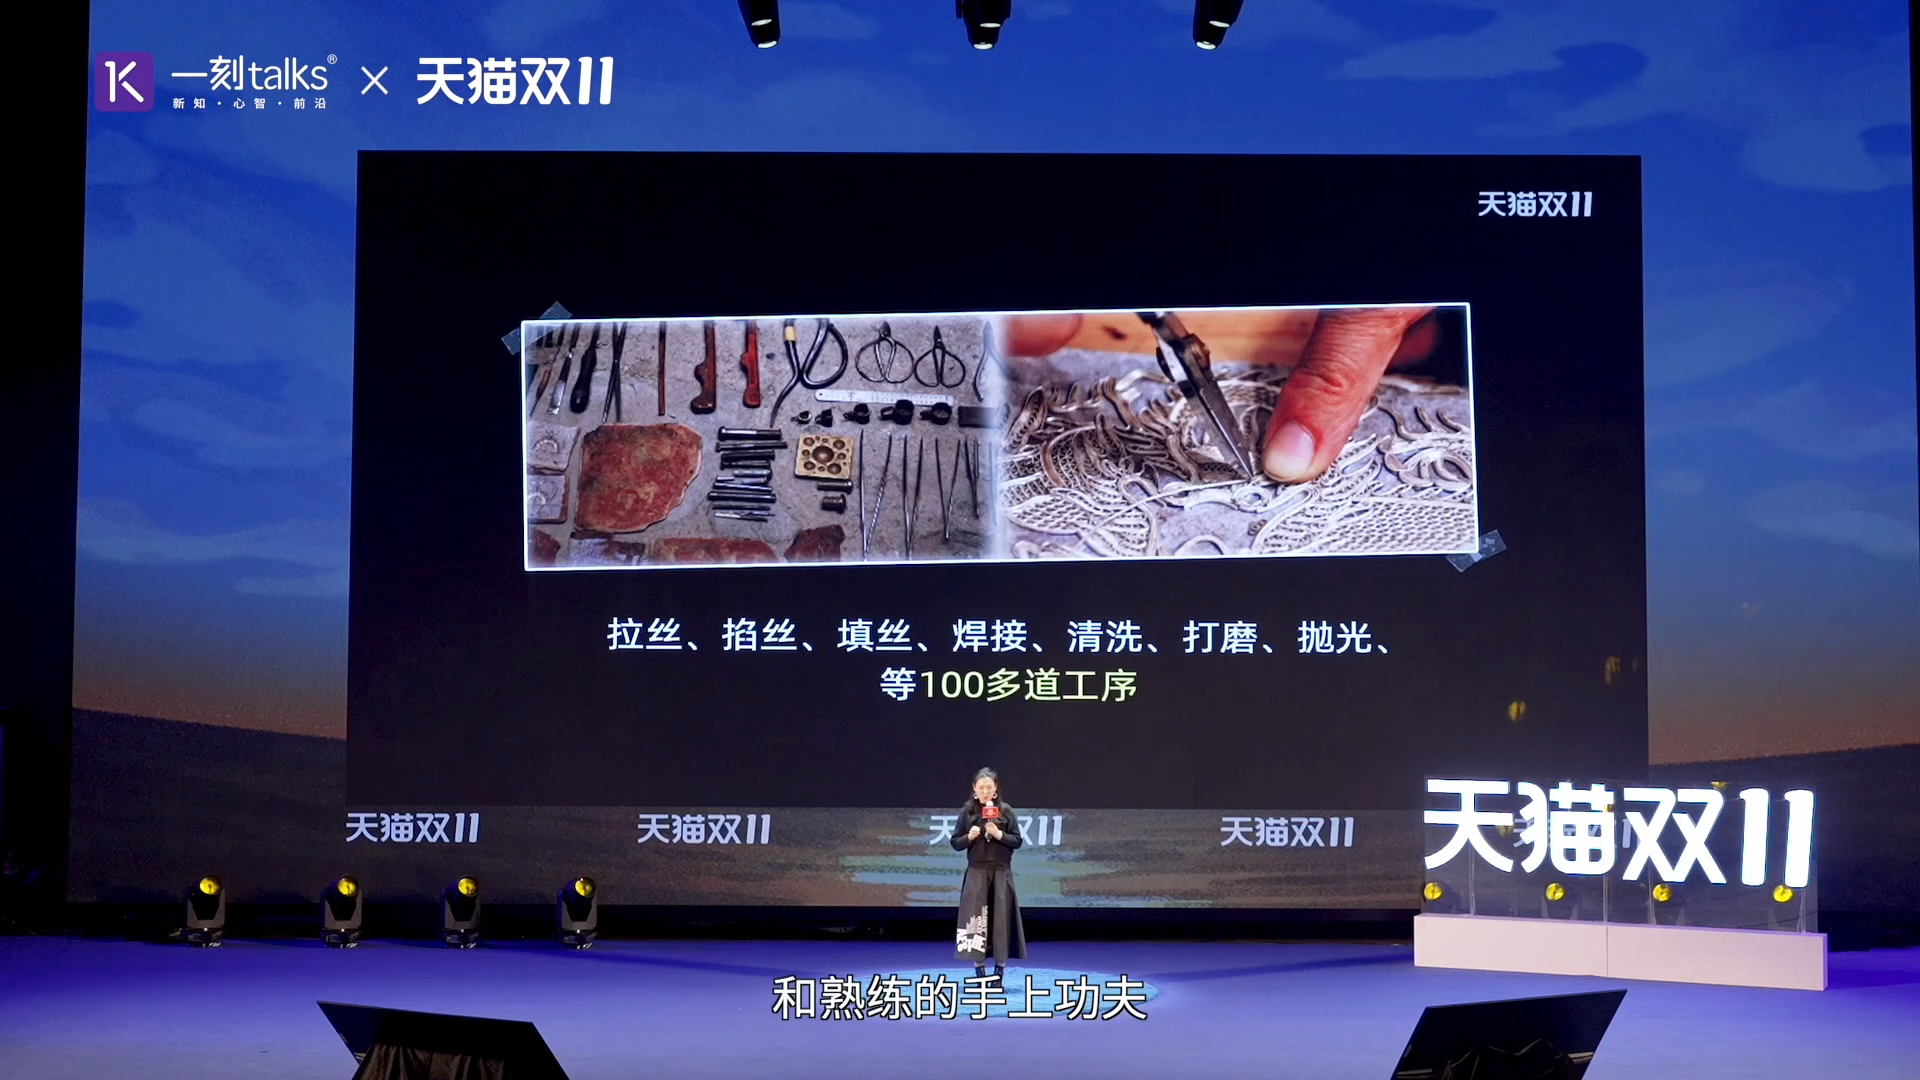 一刻talks® × 天猫双11
新知·心智·前沿
天猫双11
拉丝、掐丝、填丝、焊接、清洗、打磨、抛光、
等100多道工序
天猫双11
天猫双11
天 11
天猫双11
天猫双11
和熟练的手上功夫